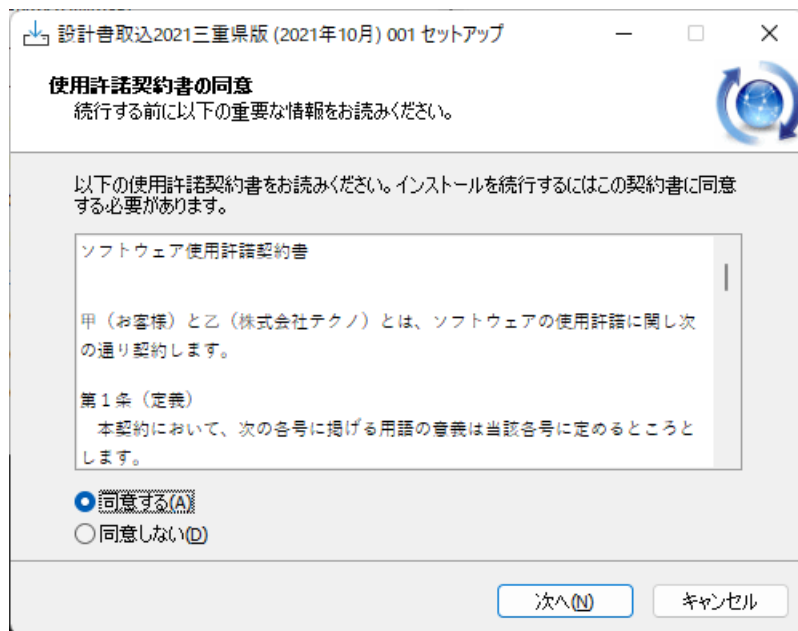 設計書取込2021三重県版 (2021年10月) 001 セットアップ
使用許諾契約書の同意
続行する前に以下の重要な情報をお読みください。
以下の使用許諾契約書をお読みください。インストールを続行するにはこの契約書に同意
する必要があります。
ソフトウェア使用許諾契約書
甲（お客様）と乙（株式会社テクノ）とは、ソフトウェアの使用許諾に関し次
の通り契約します。
第１条（定義）
本契約において、次の各号に掲げる用語の意義は当該各号に定めるところと
します。
同意する(A)
同意しない(D)
次へ(N)
キャンセル